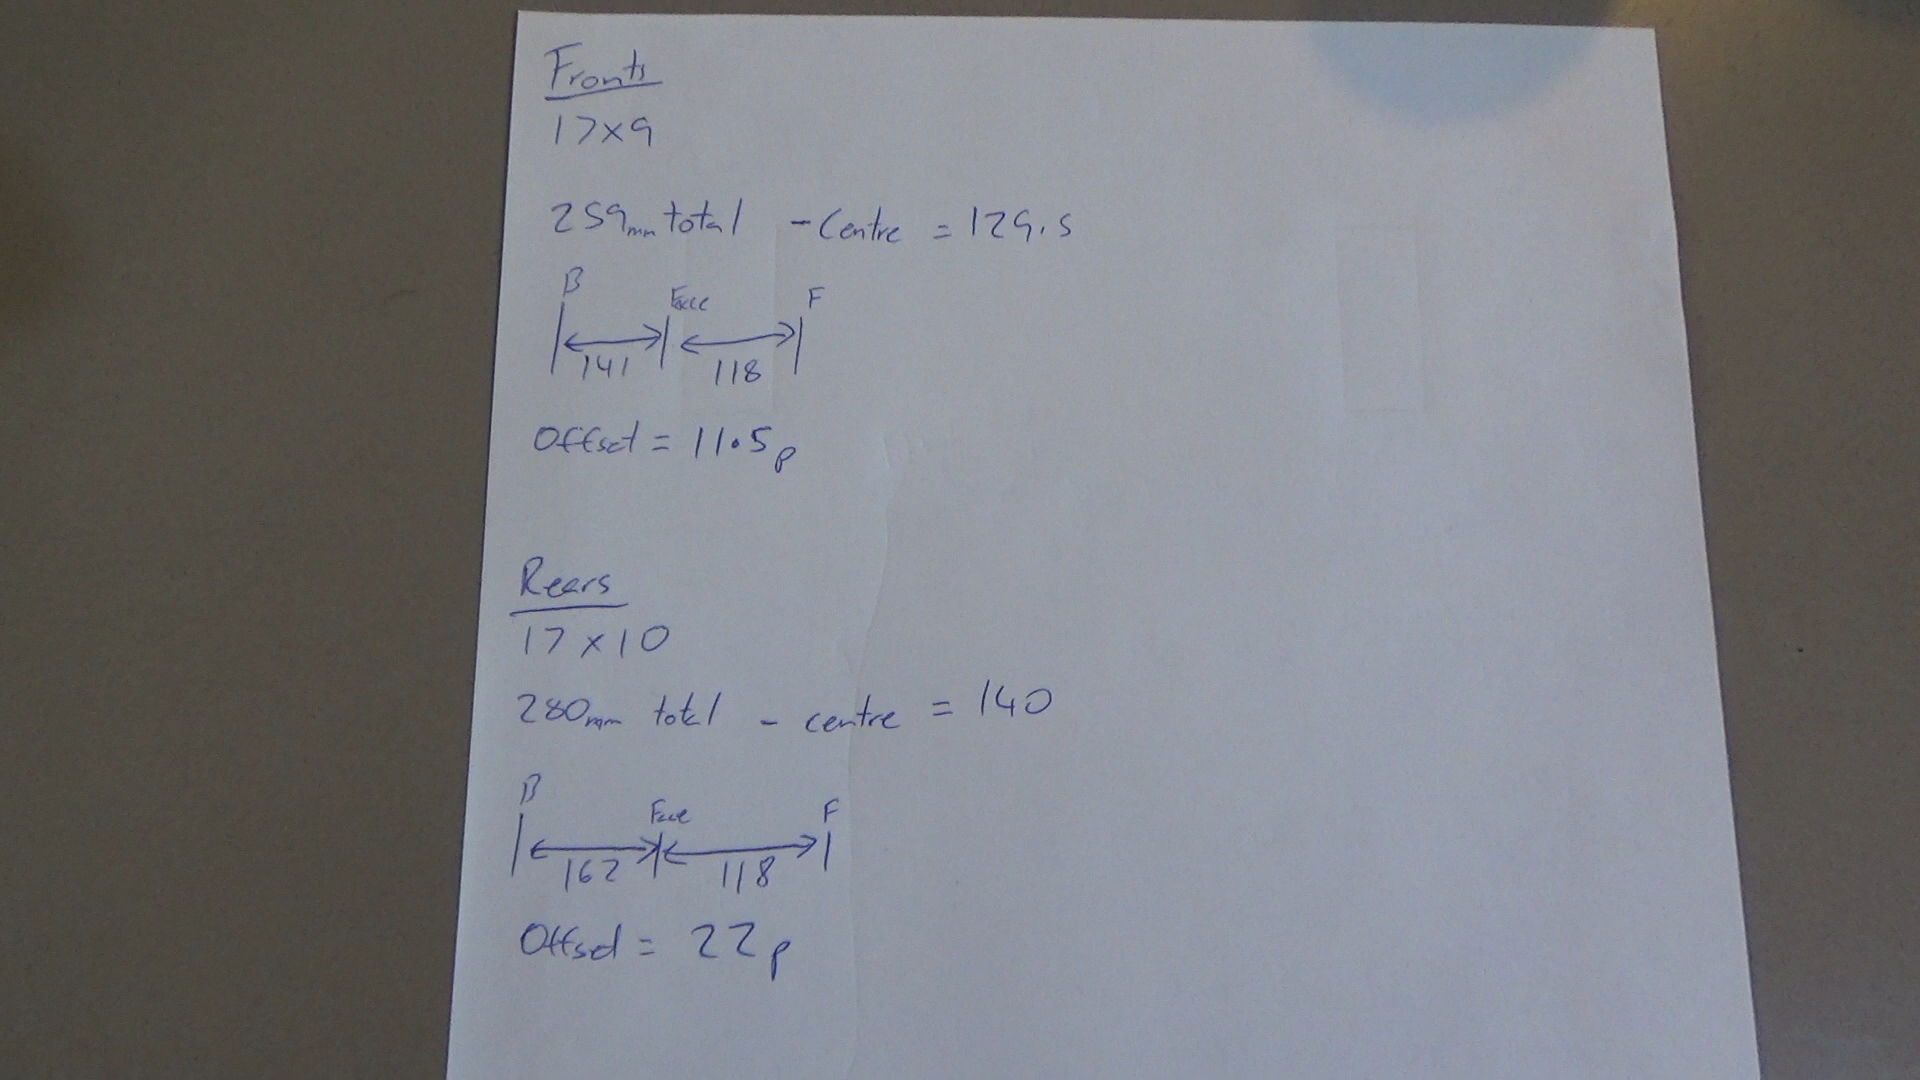 Fronts
17x9
259mm total - Centre = 129.5
B Face F
141 118
Offset = 11.5p
Rears
17x10
280mm total - centre = 140
B Face F
162 118
Offset = 22p